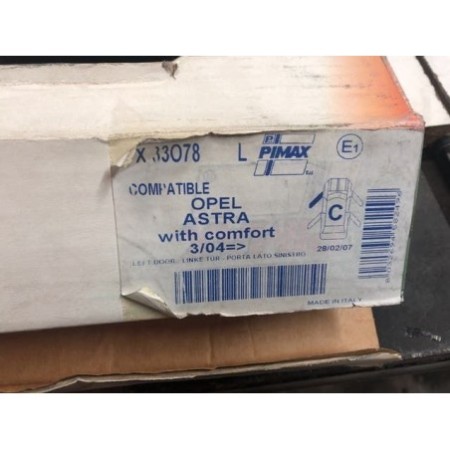 X 33O78 L PIMAX E1
COMPATIBLE
OPEL
ASTRA
with comfort
3/04=>
C
29/02/07
LEFT DOOR - LINKE TÜR - PORTA LATO SINISTRO
MADE IN ITALY